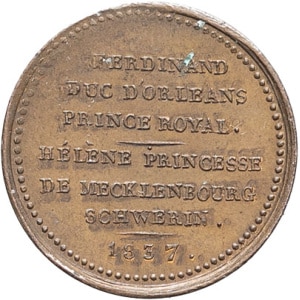 FERDINAND
DUC D'ORLEANS
PRINCE ROYAL.
HÉLÈNE PRINCESSE
DE MECKLENBOURG
SCHWERIN.
1837.